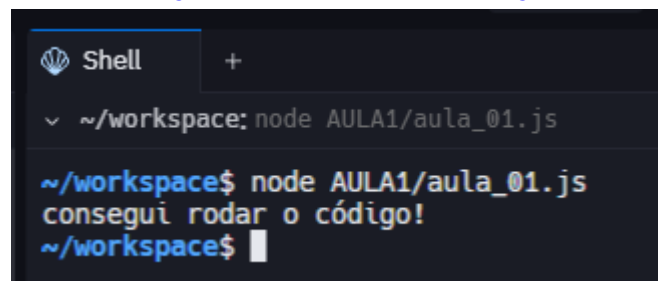 Shell +
~/workspace: node AULA1/aula_01.js
~/workspace$ node AULA1/aula_01.js
consegui rodar o código!
~/workspace$